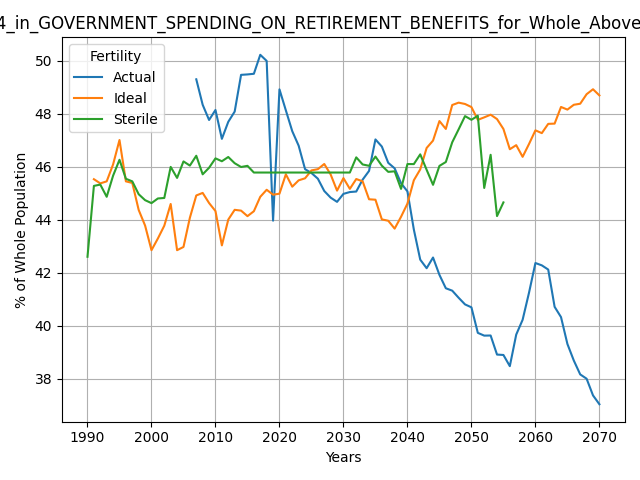 4_in_GOVERNMENT_SPENDING_ON_RETIREMENT_BENEFITS_for_Whole_Above
Fertility
Actual
Ideal
Sterile
% of Whole Population
50
48
46
44
42
40
38
1990 2000 2010 2020 2030 2040 2050 2060 2070
Years